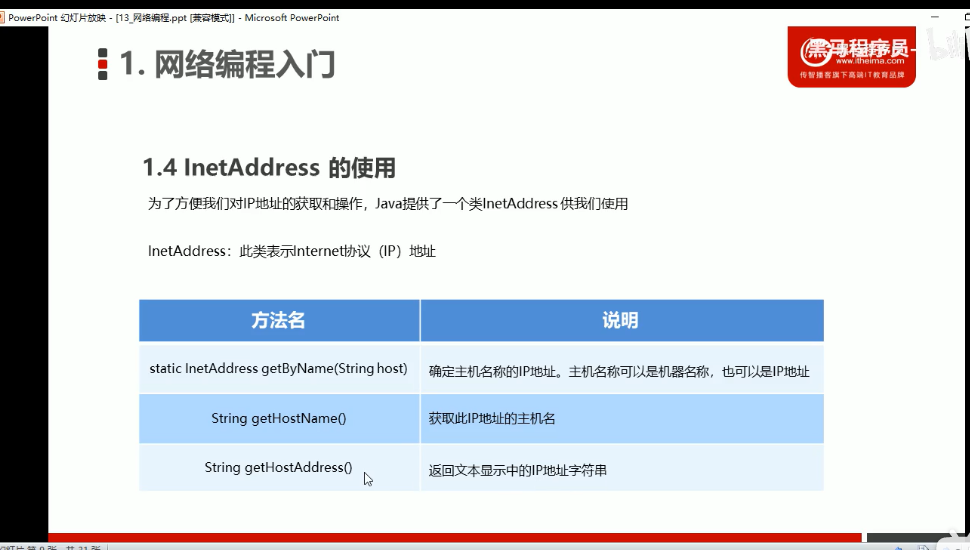 PowerPoint 幻灯片放映 - [13_网络编程.ppt [兼容模式]] - Microsoft PowerPoint
1. 网络编程入门
黑马程序员
www.itheima.com
传智播客旗下高端IT教育品牌
1.4 InetAddress 的使用
为了方便我们对IP地址的获取和操作，Java提供了一个类InetAddress 供我们使用
InetAddress：此类表示Internet协议（IP）地址
方法名 说明
static InetAddress getByName(String host) 确定主机名称的IP地址。主机名称可以是机器名称，也可以是IP地址
String getHostName() 获取此IP地址的主机名
String getHostAddress() 返回文本显示中的IP地址字符串